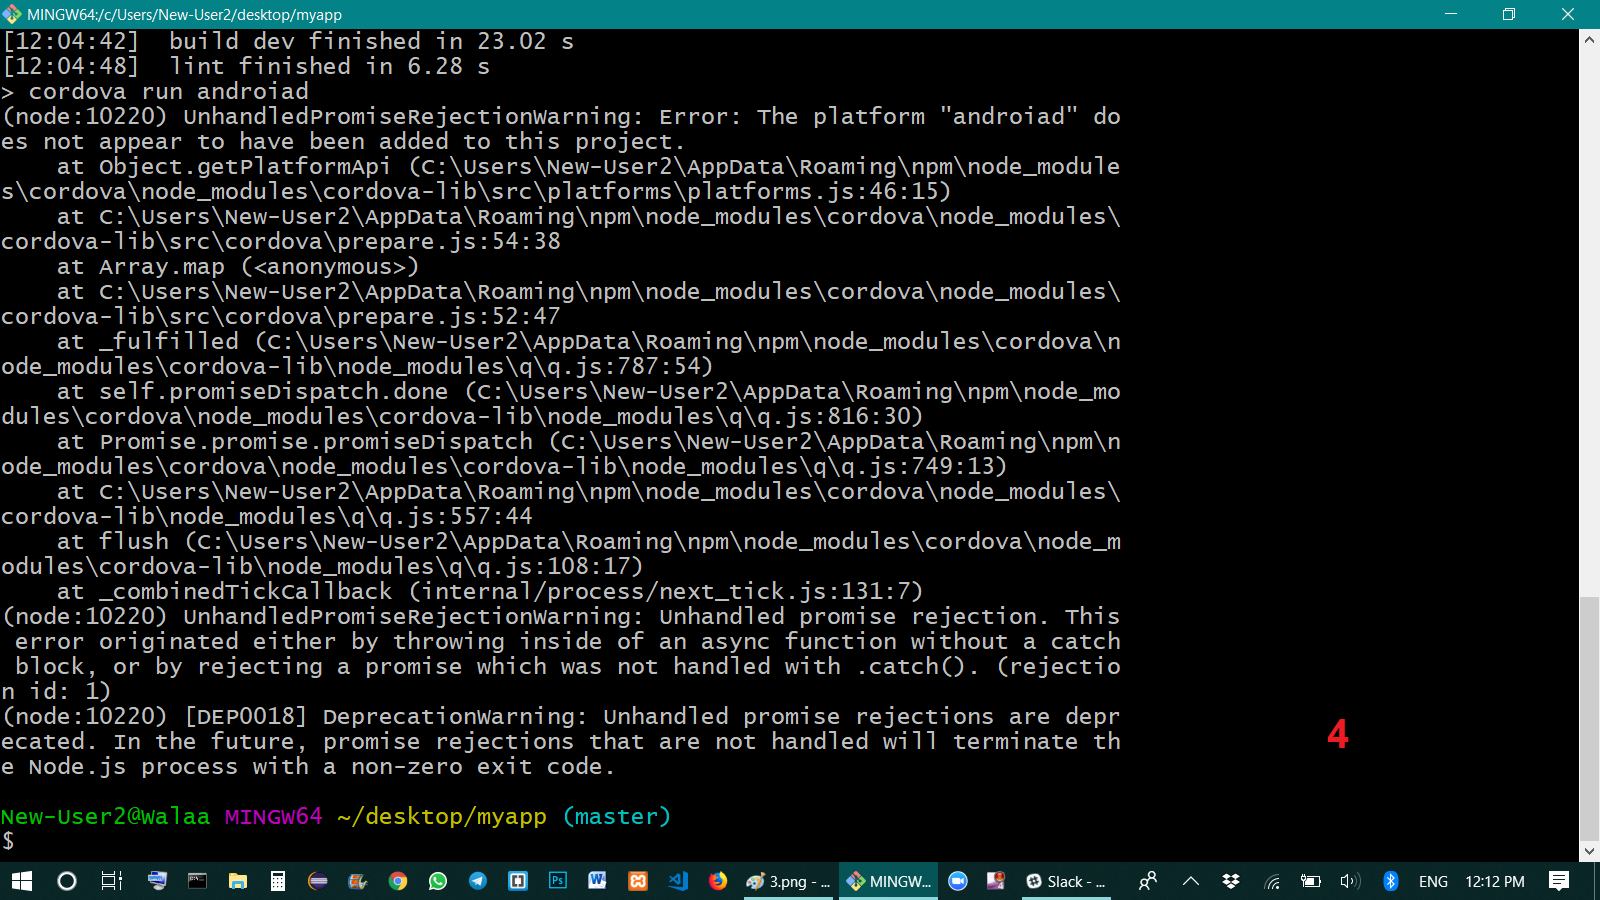 MINGW64:/c/Users/New-User2/desktop/myapp
[12:04:42]  build dev finished in 23.02 s
[12:04:48]  lint finished in 6.28 s
> cordova run androiad
(node:10220) UnhandledPromiseRejectionWarning: Error: The platform "androiad" do
es not appear to have been added to this project.
    at Object.getPlatformApi (C:\Users\New-User2\AppData\Roaming\npm\node_module
s\cordova\node_modules\cordova-lib\src\platforms\platforms.js:46:15)
    at C:\Users\New-User2\AppData\Roaming\npm\node_modules\cordova\node_modules\
cordova-lib\src\cordova\prepare.js:54:38
    at Array.map (<anonymous>)
    at C:\Users\New-User2\AppData\Roaming\npm\node_modules\cordova\node_modules\
cordova-lib\src\cordova\prepare.js:52:47
    at _fulfilled (C:\Users\New-User2\AppData\Roaming\npm\node_modules\cordova\n
ode_modules\cordova-lib\node_modules\q\q.js:787:54)
    at self.promiseDispatch.done (C:\Users\New-User2\AppData\Roaming\npm\node_mo
dules\cordova\node_modules\cordova-lib\node_modules\q\q.js:816:30)
    at Promise.promise.promiseDispatch (C:\Users\New-User2\AppData\Roaming\npm\n
ode_modules\cordova\node_modules\cordova-lib\node_modules\q\q.js:749:13)
    at C:\Users\New-User2\AppData\Roaming\npm\node_modules\cordova\node_modules\
cordova-lib\node_modules\q\q.js:557:44
    at flush (C:\Users\New-User2\AppData\Roaming\npm\node_modules\cordova\node_m
odules\cordova-lib\node_modules\q\q.js:108:17)
    at _combinedTickCallback (internal/process/next_tick.js:131:7)
(node:10220) UnhandledPromiseRejectionWarning: Unhandled promise rejection. This
 error originated either by throwing inside of an async function without a catch
 block, or by rejecting a promise which was not handled with .catch(). (rejectio
n id: 1)
(node:10220) [DEP0018] DeprecationWarning: Unhandled promise rejections are depr
ecated. In the future, promise rejections that are not handled will terminate th
e Node.js process with a non-zero exit code.
4
New-User2@Walaa MINGW64 ~/desktop/myapp (master)
$
Ps 3.png - ... MINGW... Slack - ... ENG 12:12 PM